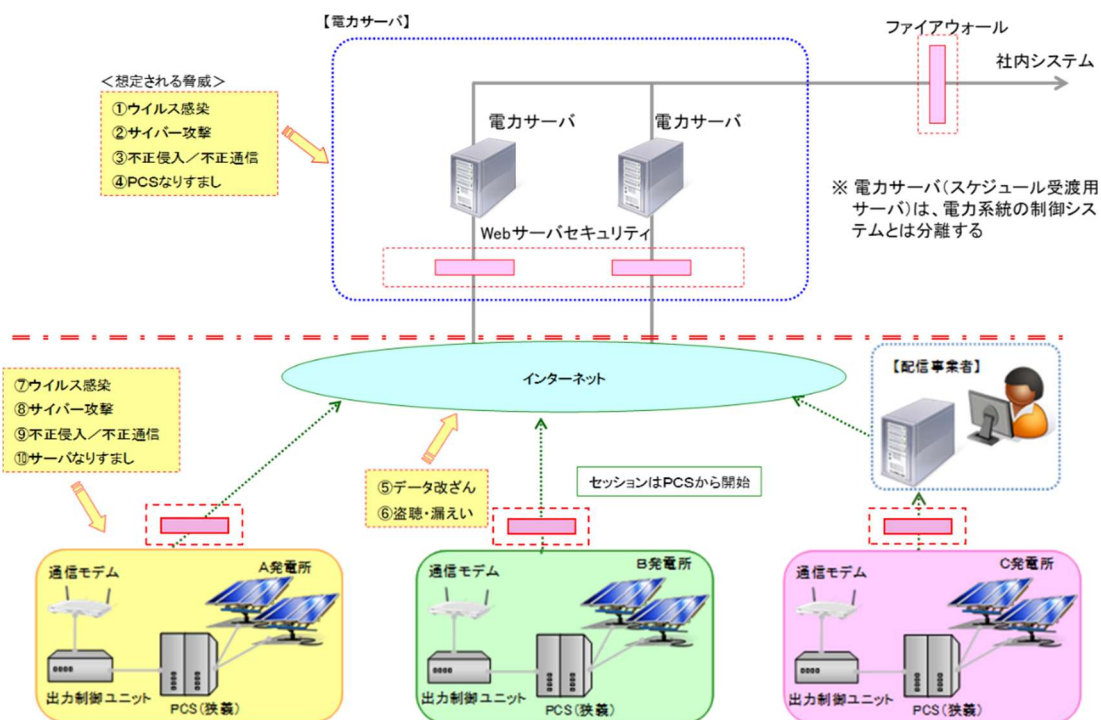 【電力サーバ】
ファイアウォール
社内システム
＜想定される脅威＞
①ウイルス感染
②サイバー攻撃
③不正侵入／不正通信
④PCSなりすまし
電力サーバ
電力サーバ
※ 電力サーバ（スケジュール受渡用
サーバ）は、電力系統の制御シス
テムとは分離する
Webサーバセキュリティ
インターネット
【配信事業者】
⑦ウイルス感染
⑧サイバー攻撃
⑨不正侵入／不正通信
⑩サーバなりすまし
⑤データ改ざん
⑥盗聴・漏えい
セッションはPCSから開始
通信モデム
A発電所
出力制御ユニット
PCS（狭義）
通信モデム
B発電所
出力制御ユニット
PCS（狭義）
通信モデム
C発電所
出力制御ユニット
PCS（狭義）